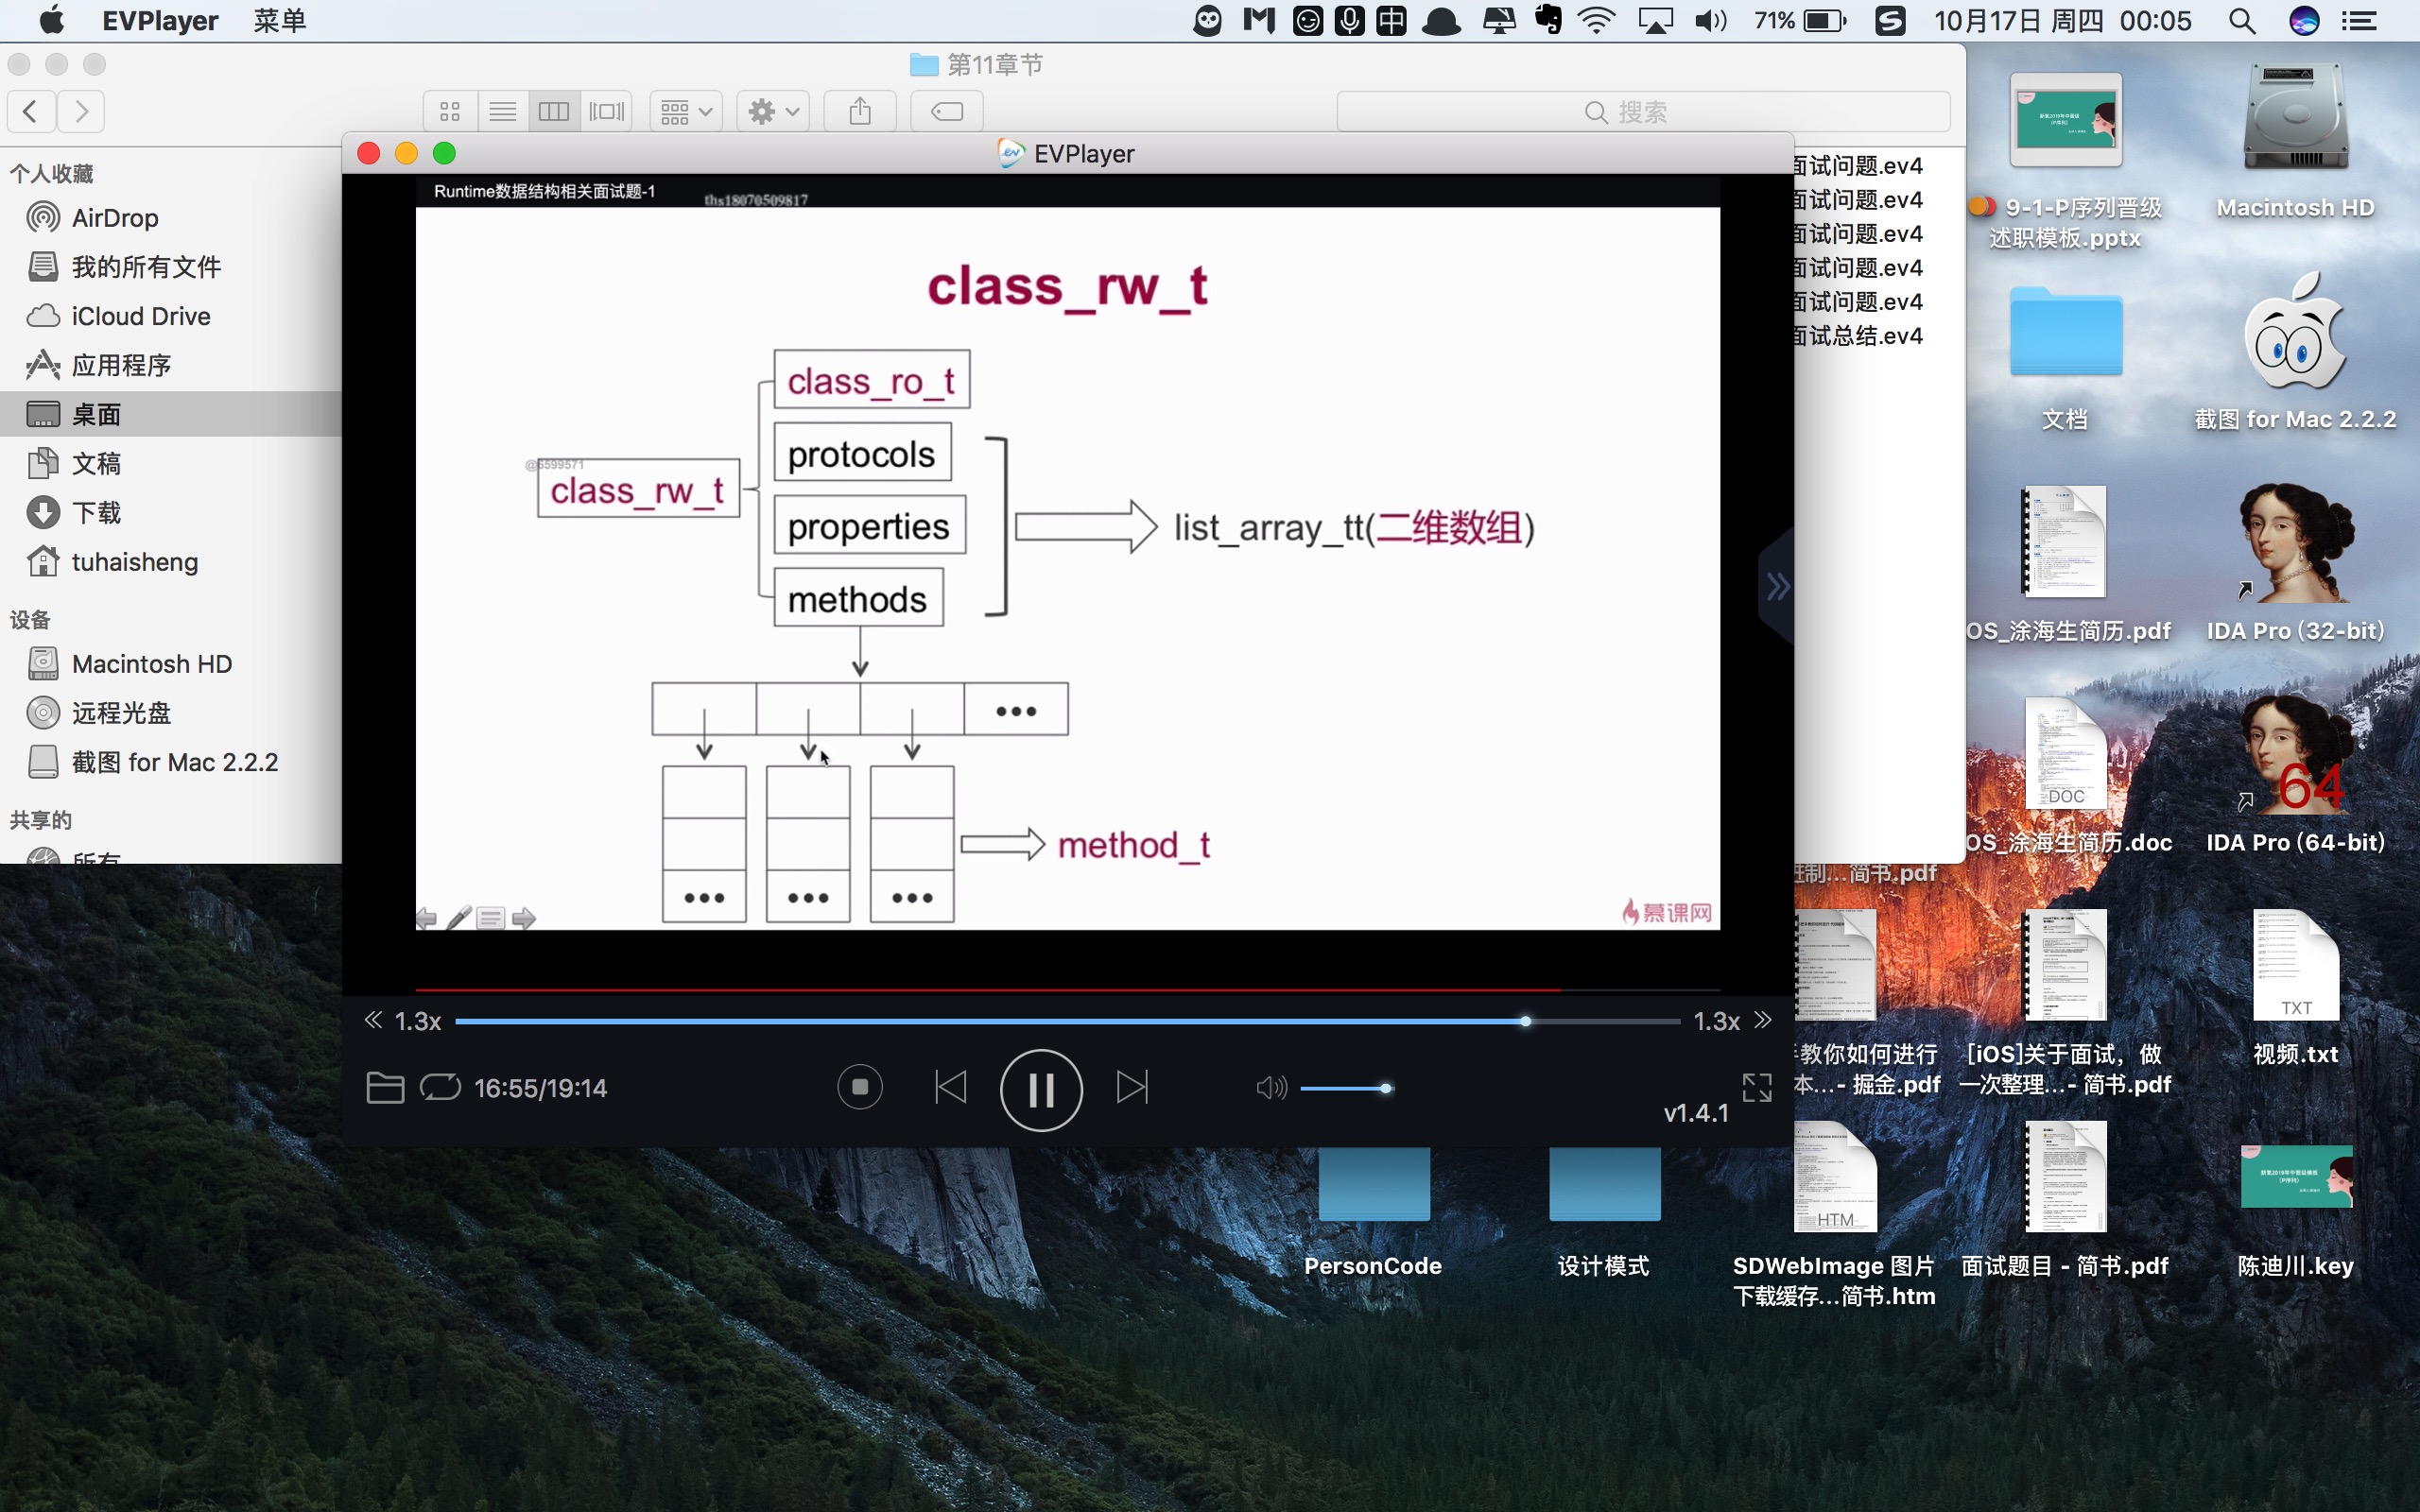 EVPlayer 菜单
中 71% 10月17日 周四 00:05
第11章节
搜索
个人收藏
AirDrop
我的所有文件
iCloud Drive
应用程序
桌面
文稿
下载
tuhaisheng
设备
Macintosh HD
远程光盘
截图 for Mac 2.2.2
共享的
所有
EVPlayer
Runtime数据结构相关面试题-1
ths18070509817
class_rw_t
class_ro_t
protocols
@6599571
class_rw_t
properties
list_array_tt(二维数组)
methods
method_t
慕课网
1.3x
1.3x
16:55/19:14
v1.4.1
面试问题.ev4
面试问题.ev4
面试问题.ev4
面试问题.ev4
面试问题.ev4
面试总结.ev4
9-1-P序列晋级
述职模板.pptx
Macintosh HD
文档
截图 for Mac 2.2.2
OS_涂海生简历.pdf
IDA Pro (32-bit)
DOC
64
OS_涂海生简历.doc
IDA Pro (64-bit)
进制...简书.pdf
TXT
手教你如何进行
本...- 掘金.pdf
[iOS]关于面试，做
一次整理...- 简书.pdf
视频.txt
PersonCode
设计模式
HTM
SDWebImage 图片
下载缓存...简书.htm
面试题目 - 简书.pdf
陈迪川.key